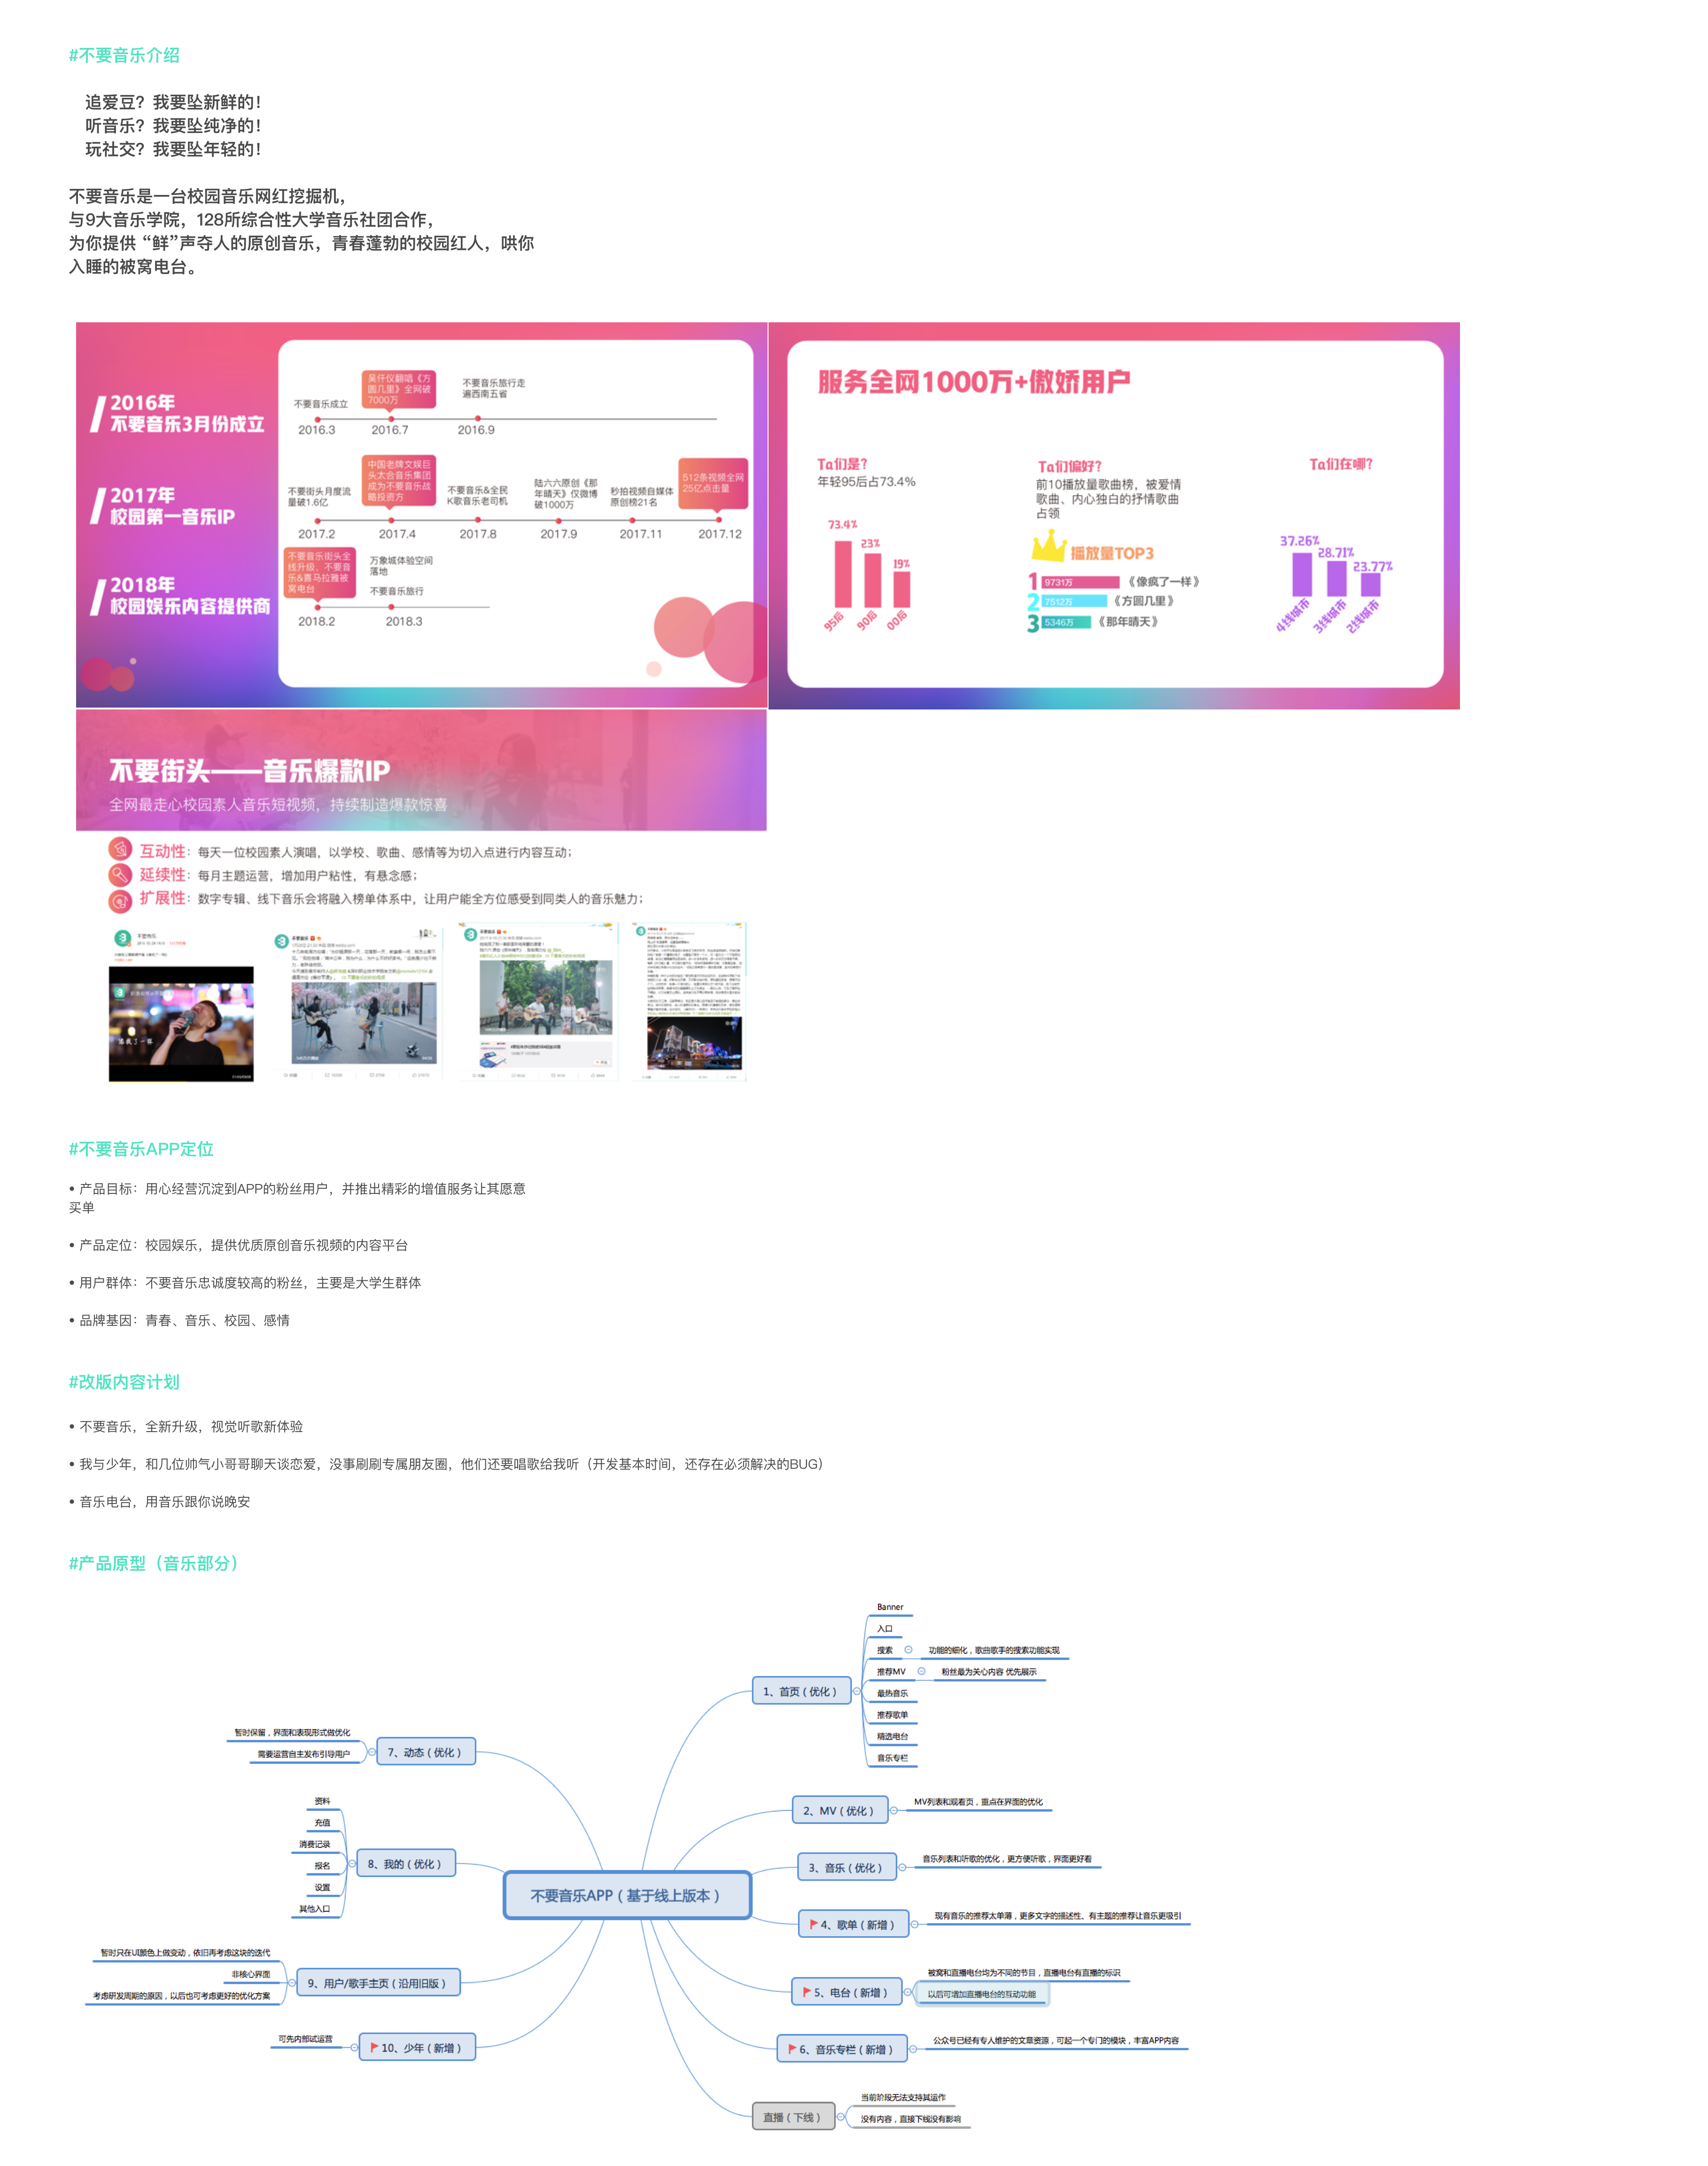 #不要音乐介绍
追爱豆？我要坠新鲜的！
听音乐？我要坠纯净的！
玩社交？我要坠年轻的！
不要音乐是一台校园音乐网红挖掘机，
与9大音乐学院，128所综合性大学音乐社团合作，
为你提供 “鲜”声夺人的原创音乐，青春蓬勃的校园红人，哄你
入睡的被窝电台。
2016年
不要音乐3月份成立
不要音乐成立
2016.3
吴仟仪翻唱《方
圆几里》全网破
7000万
2016.7
不要音乐旅行走
遍西南五省
2016.9
2017年
校园第一音乐IP
不要街头月度流
量破1.6亿
2017.2
中国老牌文娱巨
头太合音乐集团
成为不要音乐战
略投资方
2017.4
不要音乐&全民
K歌音乐老司机
2017.8
陆六六原创《那
年晴天》仅微博
破1000万
2017.9
秒拍视频自媒体
原创榜21名
2017.11
512条视频全网
25亿点击量
2017.12
2018年
校园娱乐内容提供商
不要音乐街头全
线升级、不要音
乐&喜马拉雅被
窝电台
2018.2
万象城体验空间
落地
不要音乐旅行
2018.3
服务全网1000万+傲娇用户
Ta们是？
年轻95后占73.4%
73.4%
23%
19%
95后
90后
00后
Ta们偏好？
前10播放量歌曲榜，被爱情
歌曲、内心独白的抒情歌曲
占领
播放量TOP3
1 9731万 《像疯了一样》
2 7512万 《方圆几里》
3 5346万 《那年晴天》
Ta们在哪？
37.26%
28.71%
23.77%
4线城市
3线城市
2线城市
不要街头——音乐爆款IP
全网最走心校园素人音乐短视频，持续制造爆款惊喜
互动性：每天一位校园素人演唱，以学校、歌曲、感情等为切入点进行内容互动；
延续性：每月主题运营，增加用户粘性，有悬念感；
扩展性：数字专辑、线下音乐会将融入榜单体系中，让用户能全方位感受到同类人的音乐魅力；
不要音乐
不要音乐
不要音乐
不要音乐
#不要音乐APP定位
• 产品目标：用心经营沉淀到APP的粉丝用户，并推出精彩的增值服务让其愿意
买单
• 产品定位：校园娱乐，提供优质原创音乐视频的内容平台
• 用户群体：不要音乐忠诚度较高的粉丝，主要是大学生群体
• 品牌基因：青春、音乐、校园、感情
#改版内容计划
• 不要音乐，全新升级，视觉听歌新体验
• 我与少年，和几位帅气小哥哥聊天谈恋爱，没事刷刷专属朋友圈，他们还要唱歌给我听（开发基本时间，还存在必须解决的BUG）
• 音乐电台，用音乐跟你说晚安
#产品原型（音乐部分）
不要音乐APP（基于线上版本）
1、首页（优化）
Banner
入口
搜索
功能的细化，歌曲歌手的搜索功能实现
推荐MV
粉丝最为关心内容 优先展示
最热音乐
推荐歌单
精选电台
音乐专栏
2、MV（优化）
MV列表和观看页，重点在界面的优化
3、音乐（优化）
音乐列表和听歌的优化，更方便听歌，界面更好看
4、歌单（新增）
现有音乐的推荐太单薄，更多文字的描述性、有主题的推荐让音乐更吸引
5、电台（新增）
被窝和直播电台均为不同的节目，直播电台有直播的标识
以后可增加直播电台的互动功能
6、音乐专栏（新增）
公众号已经有专人维护的文章资源，可起一个专门的模块，丰富APP内容
直播（下线）
当前阶段无法支持其运作
没有内容，直接下线没有影响
7、动态（优化）
暂时保留，界面和表现形式做优化
需要运营自主发布引导用户
8、我的（优化）
资料
充值
消费记录
报名
设置
其他入口
9、用户/歌手主页（沿用旧版）
暂时只在UI颜色上做变动，依旧再考虑这块的迭代
非核心界面
考虑研发周期的原因，以后也可考虑更好的优化方案
10、少年（新增）
可先内部试运营